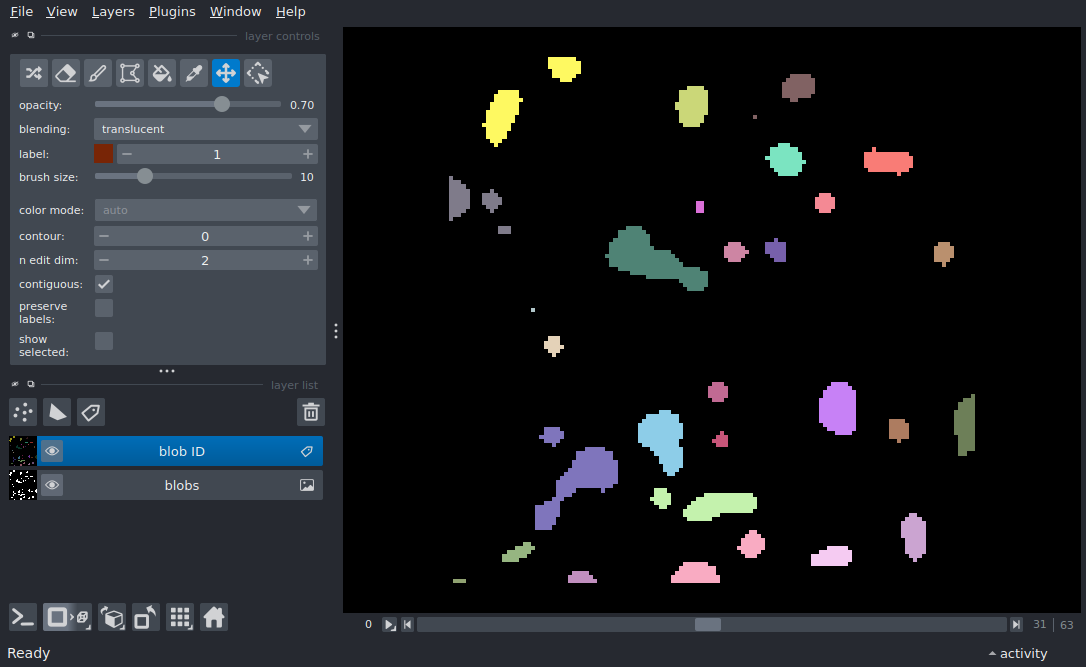 File View Layers Plugins Window Help
layer controls
opacity: 0.70
blending: translucent
label: 1
brush size: 10
color mode: auto
contour: 0
n edit dim: 2
contiguous:
preserve
labels:
show
selected:
layer list
blob ID
blobs
0 31 63
Ready activity